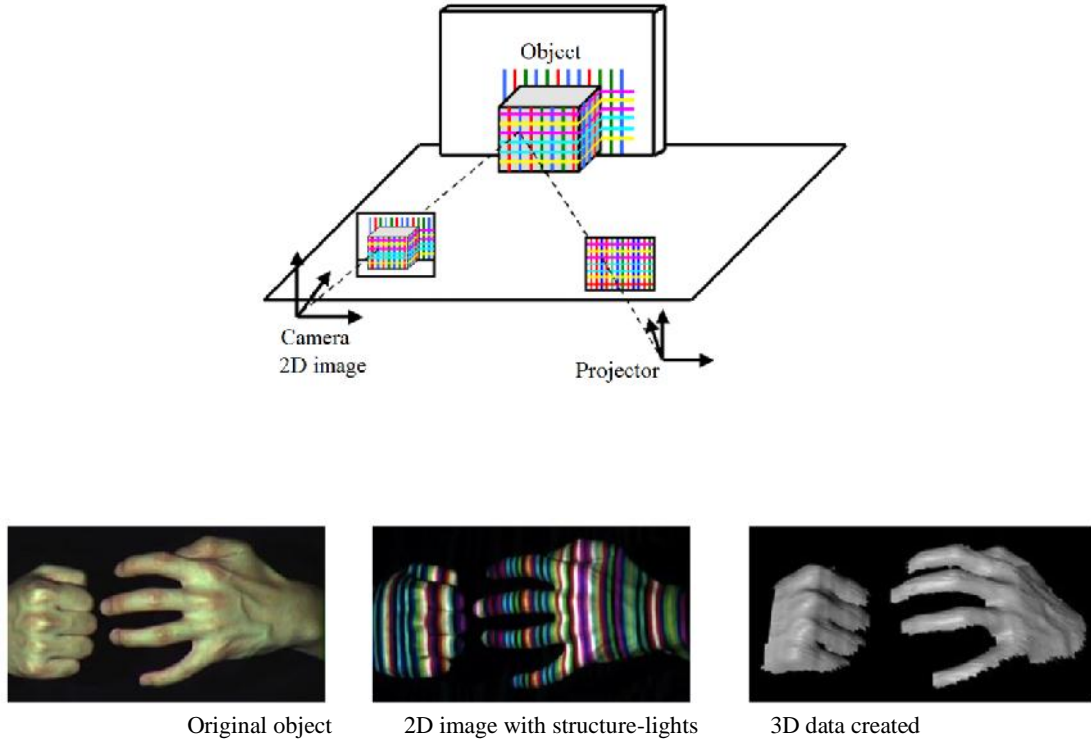 Object
Camera
2D image
Projector
Original object
2D image with structure-lights
3D data created